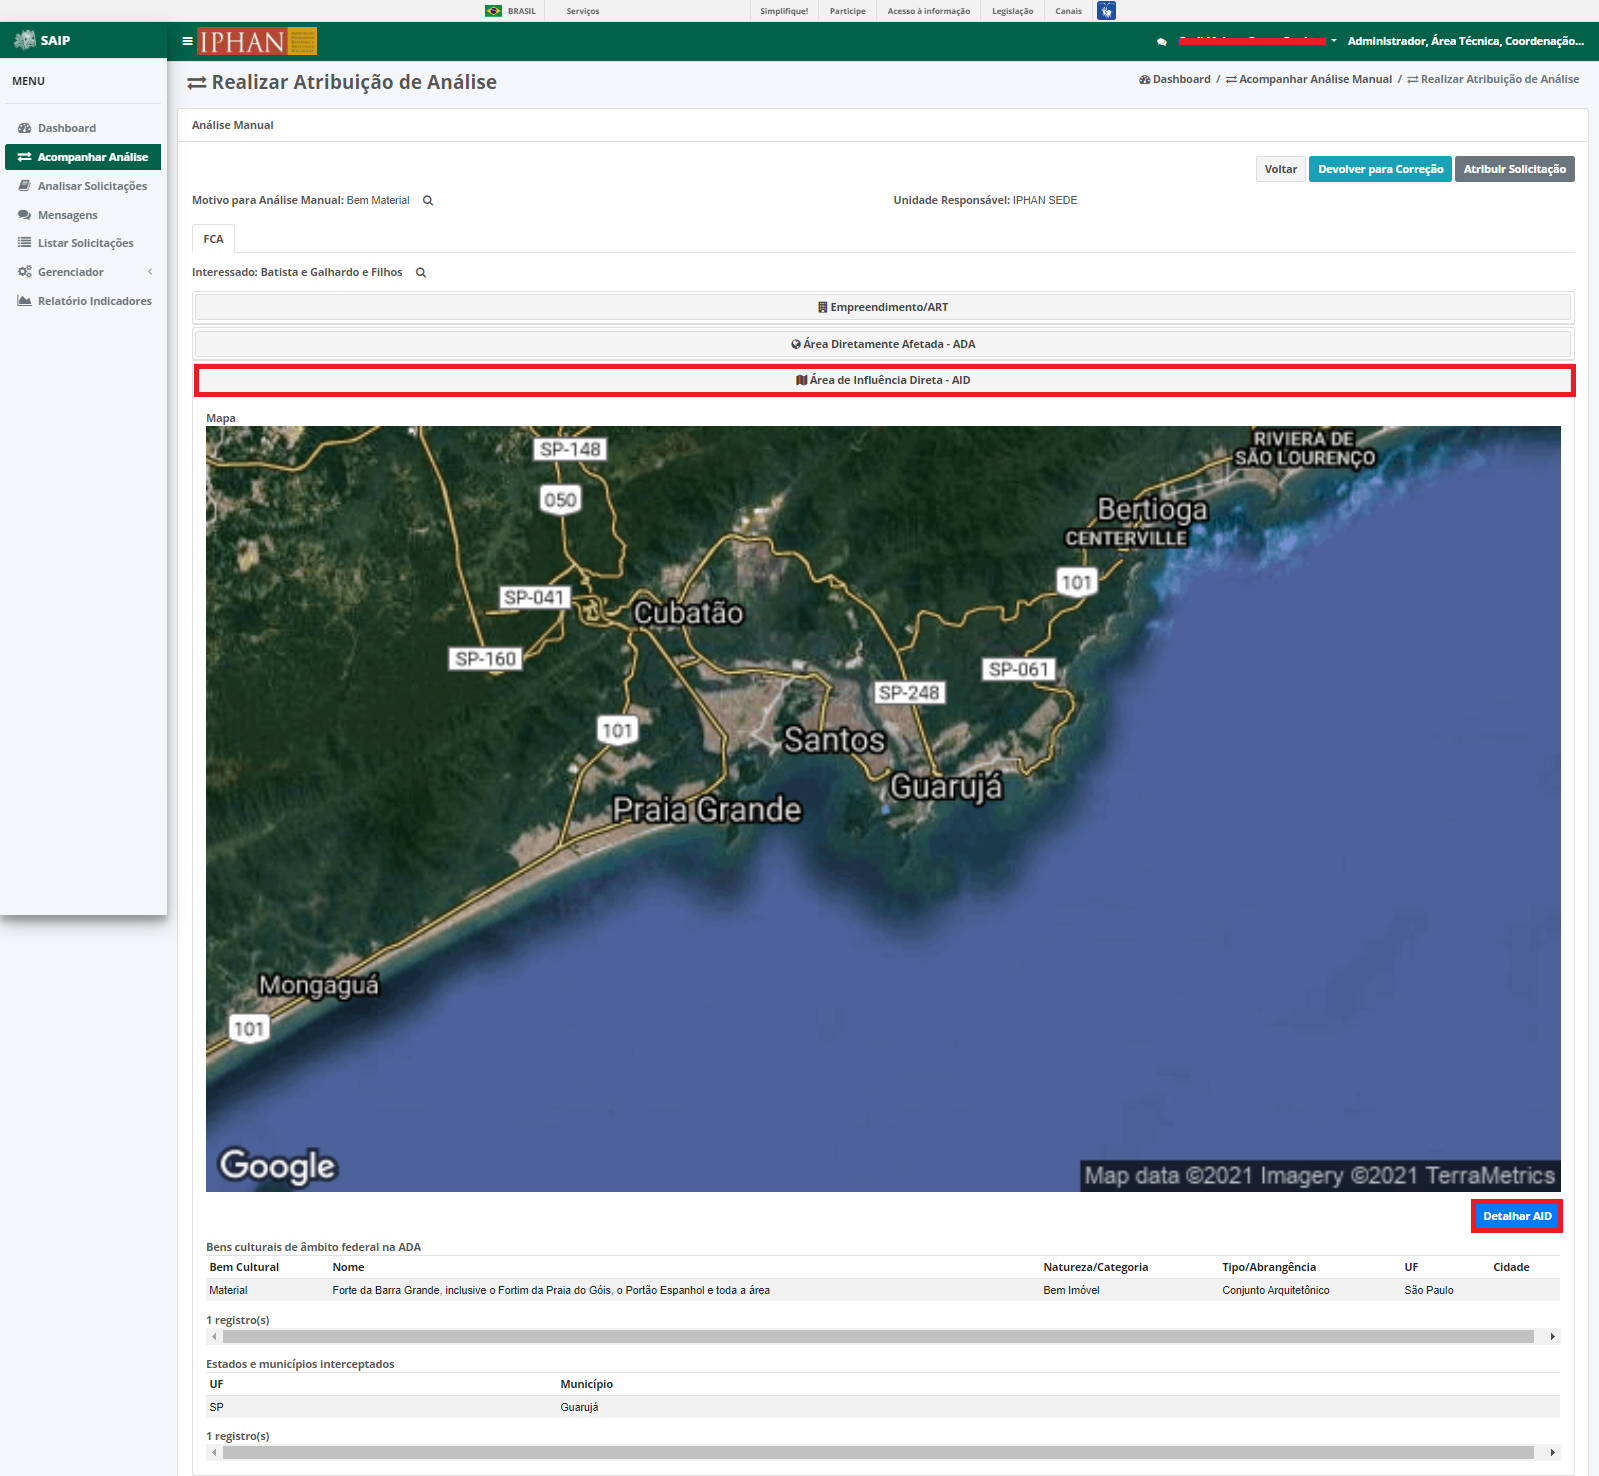 BRASIL Serviços Simplifique! Participe Acesso à informação Legislação Canais
SAIP
IPHAN
Administrador, Área Técnica, Coordenação...
MENU
Dashboard
Acompanhar Análise
Analisar Solicitações
Mensagens
Listar Solicitações
Gerenciador
Relatório Indicadores
Realizar Atribuição de Análise
Dashboard / Acompanhar Análise Manual / Realizar Atribuição de Análise
Análise Manual
Voltar Devolver para Correção Atribuir Solicitação
Motivo para Análise Manual: Bem Material
Unidade Responsável: IPHAN SEDE
FCA
Interessado: Batista e Galhardo e Filhos
Empreendimento/ART
Área Diretamente Afetada - ADA
Área de Influência Direta - AID
Mapa
SP-148
RIVIERA DE
SÃO LOURENÇO
050
Bertioga
CENTERVILLE
101
SP-041
Cubatão
SP-160
SP-061
SP-248
101
Santos
Guarujá
Praia Grande
Mongaguá
101
Google
Map data ©2021 Imagery ©2021 TerraMetrics
Detalhar AID
Bens culturais de âmbito federal na ADA
Bem Cultural Nome Natureza/Categoria Tipo/Abrangência UF Cidade
Material Forte da Barra Grande, inclusive o Fortim da Praia do Góis, o Portão Espanhol e toda a área Bem Imóvel Conjunto Arquitetônico São Paulo
1 registro(s)
Estados e municípios interceptados
UF Município
SP Guarujá
1 registro(s)